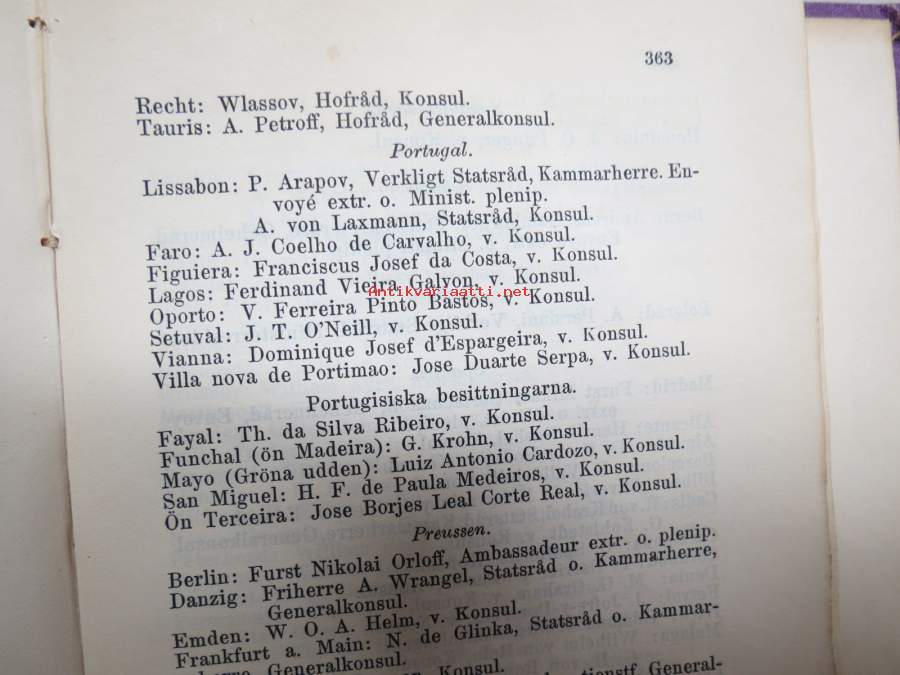 363
Recht: Wlassov, Hofråd, Konsul.
Tauris: A. Petroff, Hofråd, Generalkonsul.
Portugal.
Lissabon: P. Arapov, Verkligt Statsråd, Kammarherre. En-
voyé extr. o. Minist. plenip.
A. von Laxmann, Statsråd, Konsul.
Faro: A. J. Coelho de Carvalho, v. Konsul.
Figuiera: Franciscus Josef da Costa, v. Konsul.
Lagos: Ferdinand Vieira Galvon, v. Konsul.
Antikvariaatti.net
Oporto: V. Ferreira Pinto Bastos, v. Konsul.
Setuval: J. T. O'Neill, v. Konsul.
Vianna: Dominique Josef d'Espargeira, v. Konsul.
Villa nova de Portimao: Jose Duarte Serpa, v. Konsul.
Portugisiska besittningarna.
Fayal: Th. da Silva Ribeiro, v. Konsul.
Funchal (ön Madeira): G. Krohn, v. Konsul.
Mayo (Gröna udden): Luiz Antonio Cardozo, v. Konsul.
San Miguel: H. F. de Paula Medeiros, v. Konsul.
Ön Terceira: Jose Borjes Leal Corte Real, v. Konsul.
Preussen.
Berlin: Furst Nikolai Orloff, Ambassadeur extr. o. plenip.
Danzig: Friherre A. Wrangel, Statsråd o. Kammarherre,
Generalkonsul.
Emden: W. O. A. Helm, v. Konsul.
Frankfurt a. Main: N. de Glinka, Statsråd o. Kammar-
Generalkonsul.
Konsul.
General-